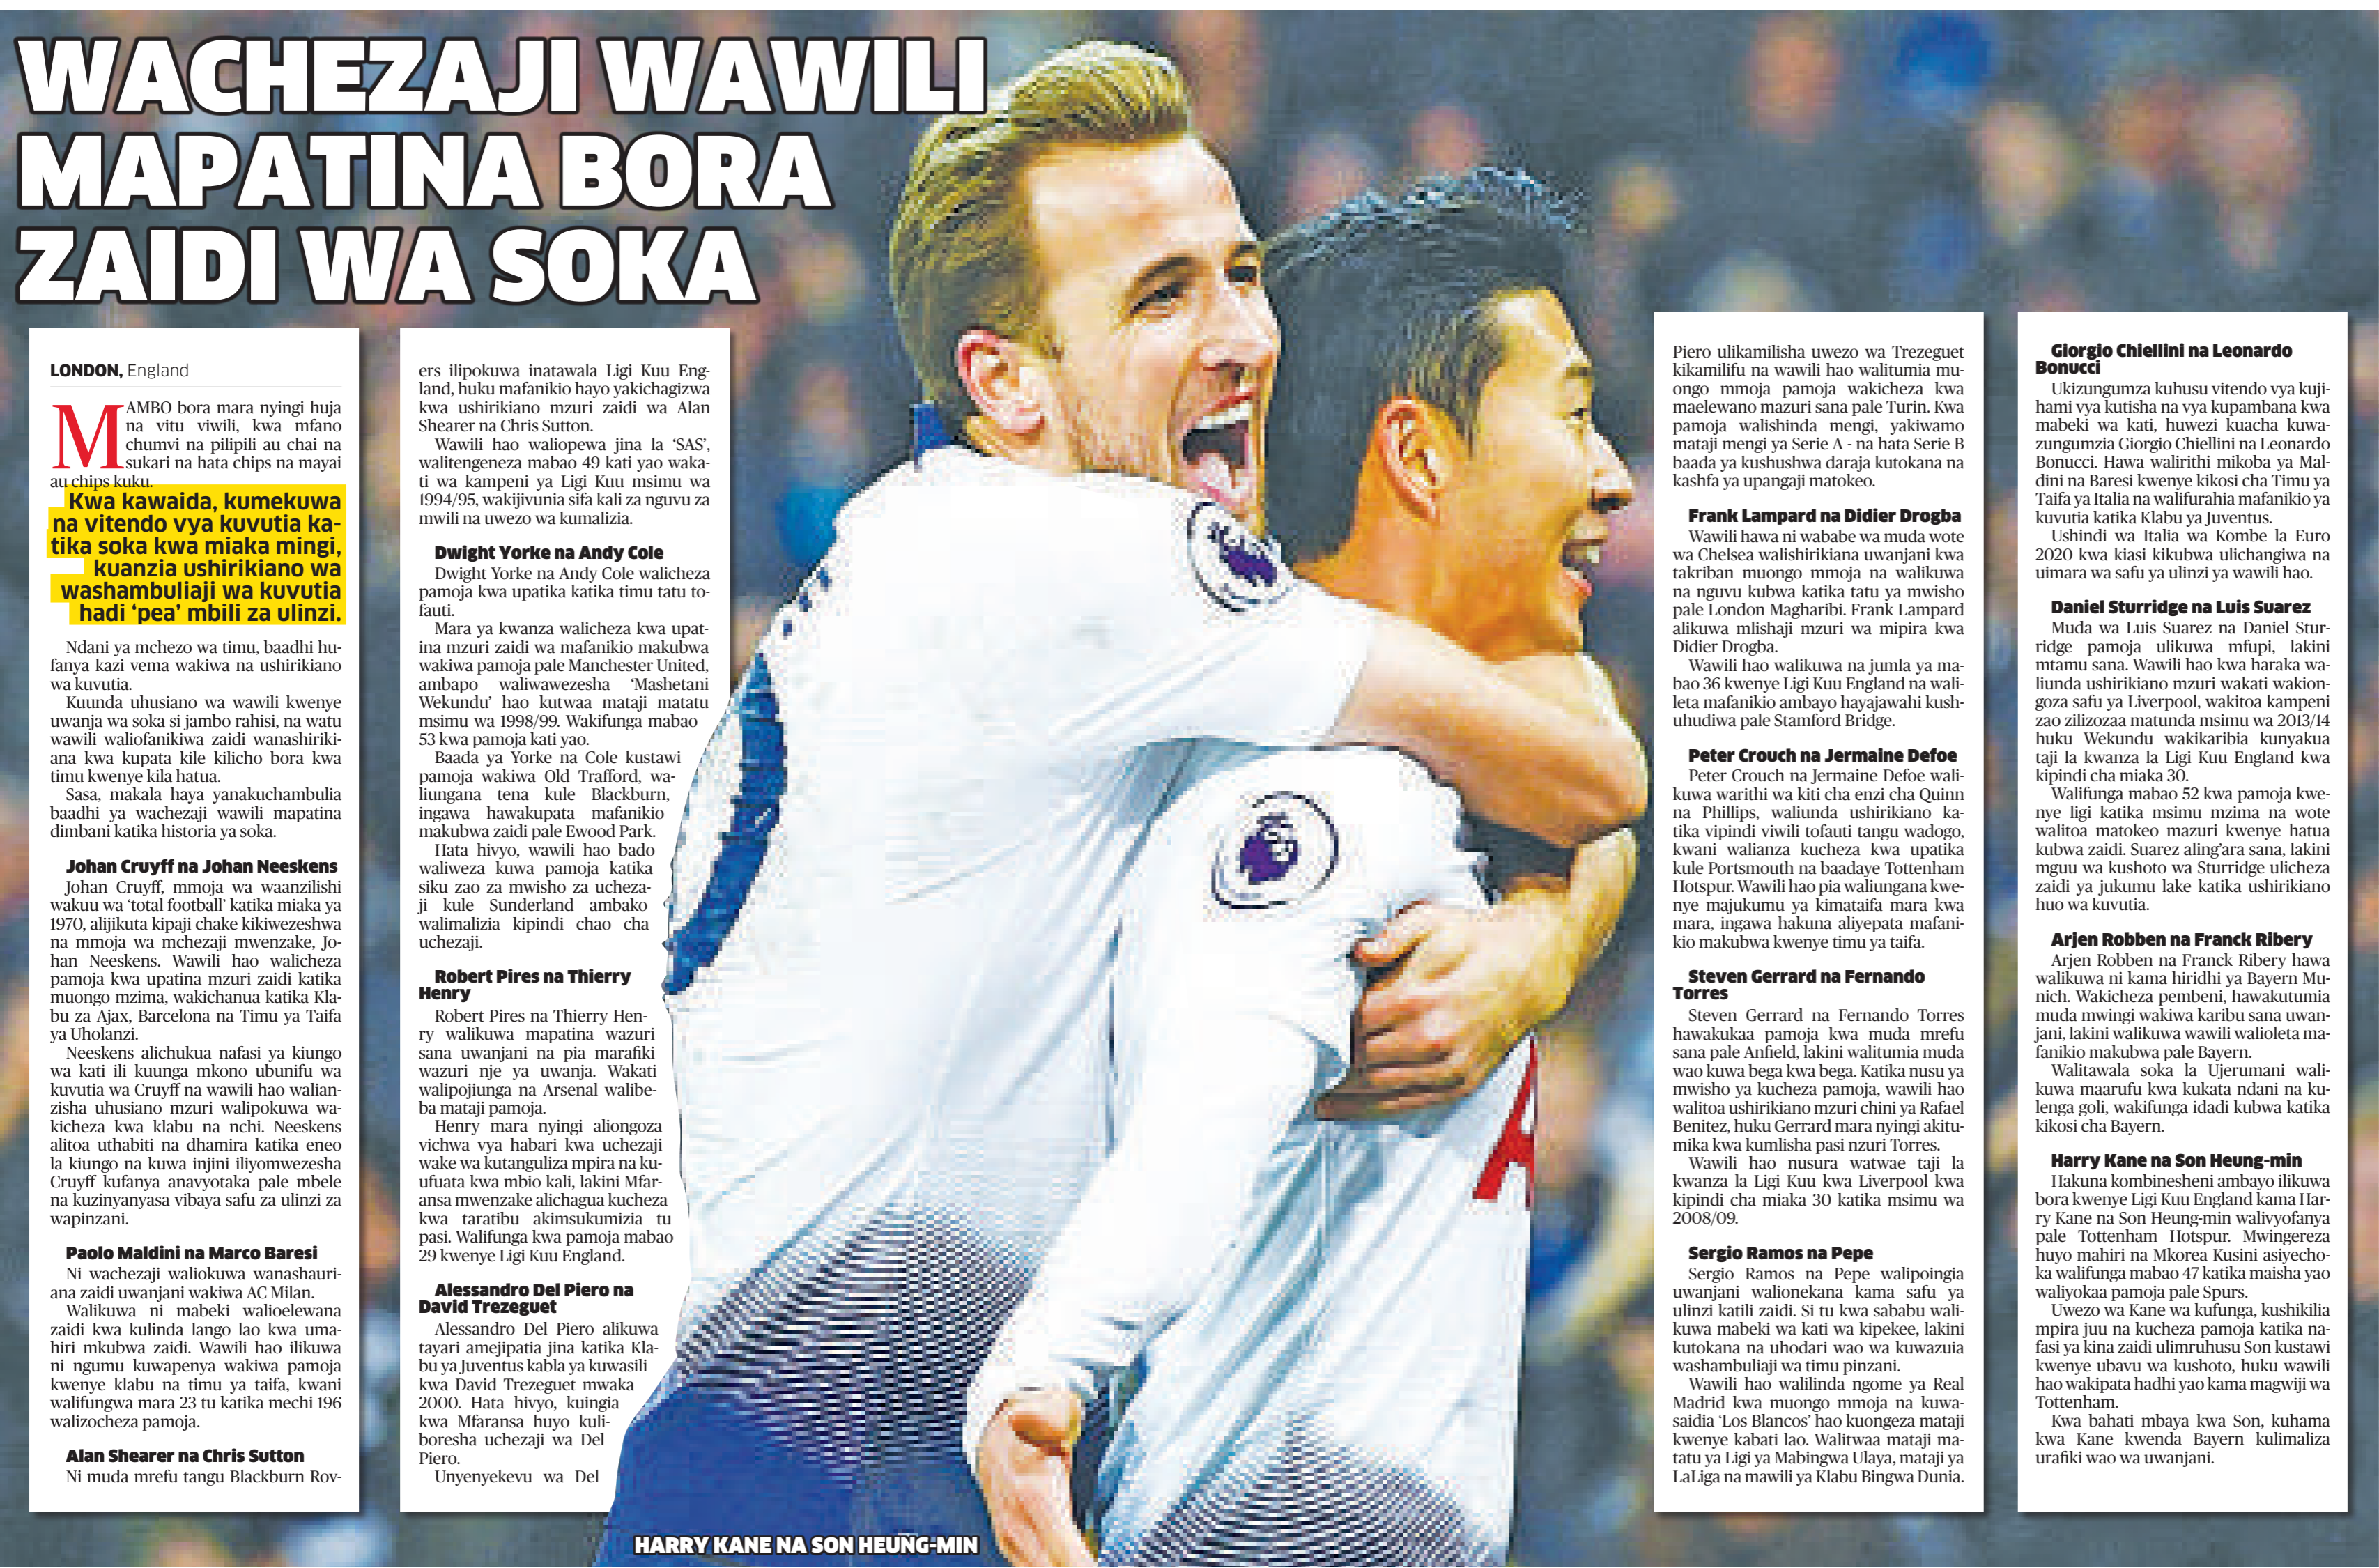 WACHEZAJI WAWILI
MAPATINA BORA
ZAIDI WA SOKA
LONDON, England
MAMBO bora mara nyingi huja
na vitu viwili, kwa mfano
chumvi na pilipili au chai na
sukari na hata chips na mayai
au chips kuku.
Kwa kawaida, kumekuwa
na vitendo vya kuvutia ka-
tika soka kwa miaka mingi,
kuanzia ushirikiano wa
washambuliaji wa kuvutia
hadi ‘pea’ mbili za ulinzi.
Ndani ya mchezo wa timu, baadhi hu-
fanya kazi vema wakiwa na ushirikiano
wa kuvutia.
Kuunda uhusiano wa wawili kwenye
uwanja wa soka si jambo rahisi, na watu
wawili waliofanikiwa zaidi wanashiriki-
ana kwa kupata kile kilicho bora kwa
timu kwenye kila hatua.
Sasa, makala haya yanakuchambulia
baadhi ya wachezaji wawili mapatina
dimbani katika historia ya soka.
Johan Cruyff na Johan Neeskens
Johan Cruyff, mmoja wa waanzilishi
wakuu wa ‘total football’ katika miaka ya
1970, alijikuta kipaji chake kikiwezeshwa
na mmoja wa mchezaji mwenzake, Jo-
han Neeskens. Wawili hao walicheza
pamoja kwa upatina mzuri zaidi katika
muongo mzima, wakichanua katika Kla-
bu za Ajax, Barcelona na Timu ya Taifa
ya Uholanzi.
Neeskens alichukua nafasi ya kiungo
wa kati ili kuunga mkono ubunifu wa
kuvutia wa Cruyff na wawili hao walian-
zisha uhusiano mzuri walipokuwa wa-
kicheza kwa klabu na nchi. Neeskens
alitoa uthabiti na dhamira katika eneo
la kiungo na kuwa injini iliyomwezesha
Cruyff kufanya anavyotaka pale mbele
na kuzinyanyasa vibaya safu za ulinzi za
wapinzani.
Paolo Maldini na Marco Baresi
Ni wachezaji waliokuwa wanashauri-
ana zaidi uwanjani wakiwa AC Milan.
Walikuwa ni mabeki walioelewana
zaidi kwa kulinda lango lao kwa uma-
hiri mkubwa zaidi. Wawili hao ilikuwa
ni ngumu kuwapenya wakiwa pamoja
kwenye klabu na timu ya taifa, kwani
walifungwa mara 23 tu katika mechi 196
walizocheza pamoja.
Alan Shearer na Chris Sutton
Ni muda mrefu tangu Blackburn Rov-
ers ilipokuwa inatawala Ligi Kuu Eng-
land, huku mafanikio hayo yakichagizwa
kwa ushirikiano mzuri zaidi wa Alan
Shearer na Chris Sutton.
Wawili hao waliopewa jina la ‘SAS’,
walitengeneza mabao 49 kati yao waka-
ti wa kampeni ya Ligi Kuu msimu wa
1994/95, wakijivunia sifa kali za nguvu za
mwili na uwezo wa kumalizia.
Dwight Yorke na Andy Cole
Dwight Yorke na Andy Cole walicheza
pamoja kwa upatika katika timu tatu to-
fauti.
Mara ya kwanza walicheza kwa upat-
ina mzuri zaidi wa mafanikio makubwa
wakiwa pamoja pale Manchester United,
ambapo waliwawezesha ‘Mashetani
Wekundu’ hao kutwaa mataji matatu
msimu wa 1998/99. Wakifunga mabao
53 kwa pamoja kati yao.
Baada ya Yorke na Cole kustawi
pamoja wakiwa Old Trafford, wa-
liungana tena kule Blackburn,
ingawa hawakupata mafanikio
makubwa zaidi pale Ewood Park.
Hata hivyo, wawili hao bado
waliweza kuwa pamoja katika
siku zao za mwisho za ucheza-
ji kule Sunderland ambako
walimalizia kipindi chao cha
uchezaji.
Robert Pires na Thierry
Henry
Robert Pires na Thierry Hen-
ry walikuwa mapatina wazuri
sana uwanjani na pia marafiki
wazuri nje ya uwanja. Wakati
walipojiunga na Arsenal walibe-
ba mataji pamoja.
Henry mara nyingi aliongoza
vichwa vya habari kwa uchezaji
wake wa kutanguliza mpira na ku-
ufuata kwa mbio kali, lakini Mfar-
ansa mwenzake alichagua kucheza
kwa taratibu akimsukumizia tu
pasi. Walifunga kwa pamoja mabao
29 kwenye Ligi Kuu England.
Alessandro Del Piero na
David Trezeguet
Alessandro Del Piero alikuwa
tayari amejipatia jina katika Kla-
bu ya Juventus kabla ya kuwasili
kwa David Trezeguet mwaka
2000. Hata hivyo, kuingia
kwa Mfaransa huyo kuli-
boresha uchezaji wa Del
Piero.
Unyenyekevu wa Del
Piero ulikamilisha uwezo wa Trezeguet
kikamilifu na wawili hao walitumia mu-
ongo mmoja pamoja wakicheza kwa
maelewano mazuri sana pale Turin. Kwa
pamoja walishinda mengi, yakiwamo
mataji mengi ya Serie A - na hata Serie B
baada ya kushushwa daraja kutokana na
kashfa ya upangaji matokeo.
Frank Lampard na Didier Drogba
Wawili hawa ni wababe wa muda wote
wa Chelsea walishirikiana uwanjani kwa
takriban muongo mmoja na walikuwa
na nguvu kubwa katika tatu ya mwisho
pale London Magharibi. Frank Lampard
alikuwa mlishaji mzuri wa mipira kwa
Didier Drogba.
Wawili hao walikuwa na jumla ya ma-
bao 36 kwenye Ligi Kuu England na wali-
leta mafanikio ambayo hayajawahi kush-
uhudiwa pale Stamford Bridge.
Peter Crouch na Jermaine Defoe
Peter Crouch na Jermaine Defoe wali-
kuwa warithi wa kiti cha enzi cha Quinn
na Phillips, waliunda ushirikiano ka-
tika vipindi viwili tofauti tangu wadogo,
kwani walianza kucheza kwa upatika
kule Portsmouth na baadaye Tottenham
Hotspur. Wawili hao pia waliungana kwe-
nye majukumu ya kimataifa mara kwa
mara, ingawa hakuna aliyepata mafani-
kio makubwa kwenye timu ya taifa.
Steven Gerrard na Fernando
Torres
Steven Gerrard na Fernando Torres
hawakukaa pamoja kwa muda mrefu
sana pale Anfield, lakini walitumia muda
wao kuwa bega kwa bega. Katika nusu ya
mwisho ya kucheza pamoja, wawili hao
walitoa ushirikiano mzuri chini ya Rafael
Benitez, huku Gerrard mara nyingi akitu-
mika kwa kumlisha pasi nzuri Torres.
Wawili hao nusura watwae taji la
kwanza la Ligi Kuu kwa Liverpool kwa
kipindi cha miaka 30 katika msimu wa
2008/09.
Sergio Ramos na Pepe
Sergio Ramos na Pepe walipoingia
uwanjani walionekana kama safu ya
ulinzi katili zaidi. Si tu kwa sababu wali-
kuwa mabeki wa kati wa kipekee, lakini
kutokana na uhodari wao wa kuwazuia
washambuliaji wa timu pinzani.
Wawili hao walilinda ngome ya Real
Madrid kwa muongo mmoja na kuwa-
saidia ‘Los Blancos’ hao kuongeza mataji
kwenye kabati lao. Walitwaa mataji ma-
tatu ya Ligi ya Mabingwa Ulaya, mataji ya
LaLiga na mawili ya Klabu Bingwa Dunia.
Giorgio Chiellini na Leonardo
Bonucci
Ukizungumza kuhusu vitendo vya kuji-
hami vya kutisha na vya kupambana kwa
mabeki wa kati, huwezi kuacha kuwa-
zungumzia Giorgio Chiellini na Leonardo
Bonucci. Hawa walirithi mikoba ya Mal-
dini na Baresi kwenye kikosi cha Timu ya
Taifa ya Italia na walifurahia mafanikio ya
kuvutia katika Klabu ya Juventus.
Ushindi wa Italia wa Kombe la Euro
2020 kwa kiasi kikubwa ulichangiwa na
uimara wa safu ya ulinzi ya wawili hao.
Daniel Sturridge na Luis Suarez
Muda wa Luis Suarez na Daniel Stur-
ridge pamoja ulikuwa mfupi, lakini
mtamu sana. Wawili hao kwa haraka wa-
liunda ushirikiano mzuri wakati wakion-
goza safu ya Liverpool, wakitoa kampeni
zao zilizozaa matunda msimu wa 2013/14
huku Wekundu wakikaribia kunyakua
taji la kwanza la Ligi Kuu England kwa
kipindi cha miaka 30.
Walifunga mabao 52 kwa pamoja kwe-
nye ligi katika msimu mzima na wote
walitoa matokeo mazuri kwenye hatua
kubwa zaidi. Suarez aling’ara sana, lakini
mguu wa kushoto wa Sturridge ulicheza
zaidi ya jukumu lake katika ushirikiano
huo wa kuvutia.
Arjen Robben na Franck Ribery
Arjen Robben na Franck Ribery hawa
walikuwa ni kama hiridhi ya Bayern Mu-
nich. Wakicheza pembeni, hawakutumia
muda mwingi wakiwa karibu sana uwan-
jani, lakini walikuwa wawili walioleta ma-
fanikio makubwa pale Bayern.
Walitawala soka la Ujerumani wali-
kuwa maarufu kwa kukata ndani na ku-
lenga goli, wakifunga idadi kubwa katika
kikosi cha Bayern.
Harry Kane na Son Heung-min
Hakuna kombinesheni ambayo ilikuwa
bora kwenye Ligi Kuu England kama Har-
ry Kane na Son Heung-min walivyofanya
pale Tottenham Hotspur. Mwingereza
huyo mahiri na Mkorea Kusini asiyecho-
ka walifunga mabao 47 katika maisha yao
waliyokaa pamoja pale Spurs.
Uwezo wa Kane wa kufunga, kushikilia
mpira juu na kucheza pamoja katika na-
fasi ya kina zaidi ulimruhusu Son kustawi
kwenye ubavu wa kushoto, huku wawili
hao wakipata hadhi yao kama magwiji wa
Tottenham.
Kwa bahati mbaya kwa Son, kuhama
kwa Kane kwenda Bayern kulimaliza
urafiki wao wa uwanjani.
HARRY KANE NA SON HEUNG-MIN